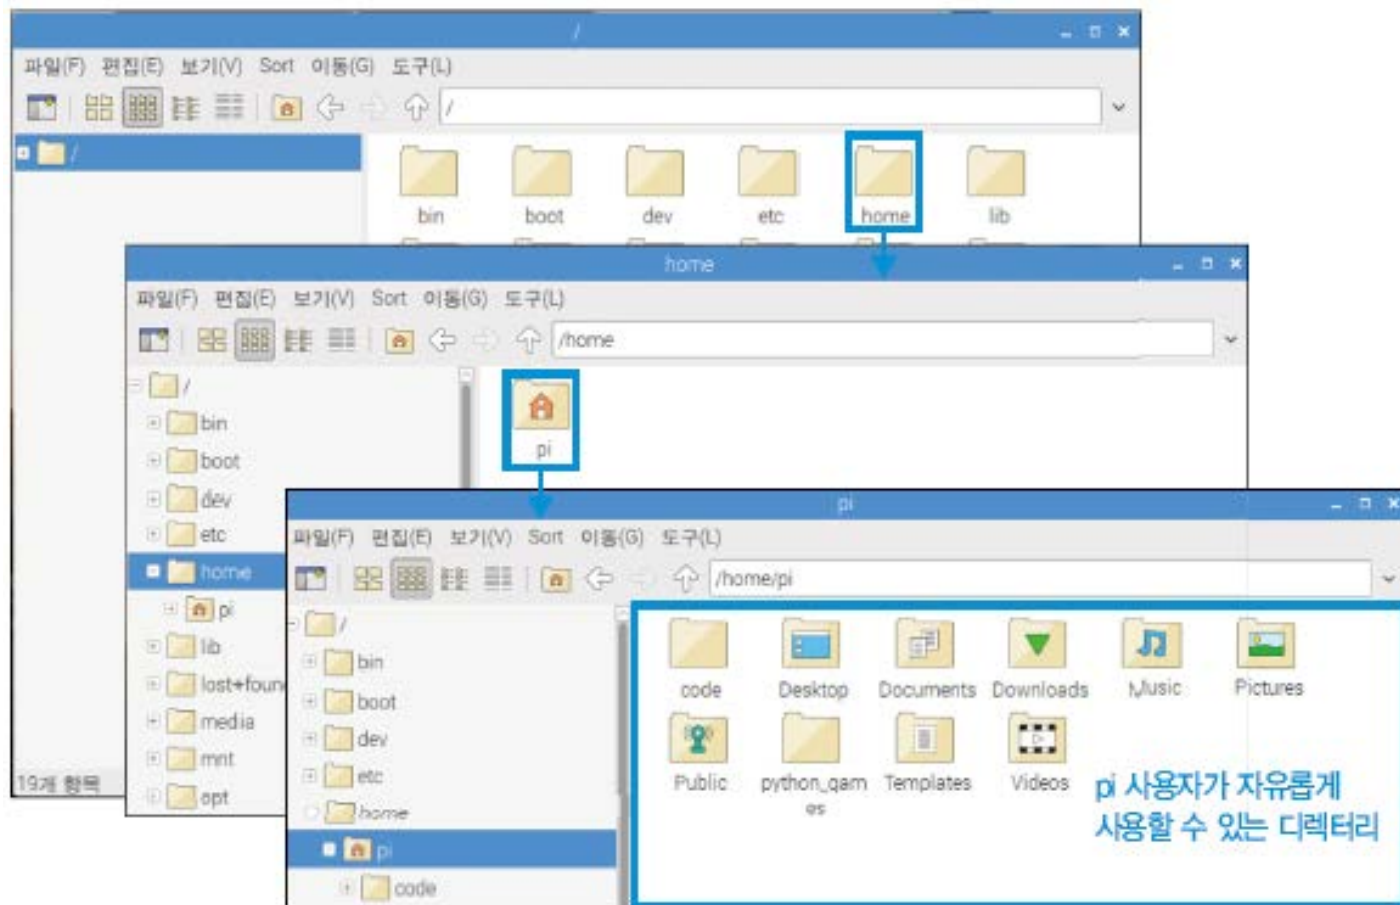 /
파일(F) 편집(E) 보기(V) Sort 이동(G) 도구(L)
/
/
bin boot dev etc home lib
home
파일(F) 편집(E) 보기(V) Sort 이동(G) 도구(L)
/home
/
bin
boot
dev
etc
home
pi
lib
lost+foun
media
mnt
opt
pi
19개 항목
pi
파일(F) 편집(E) 보기(V) Sort 이동(G) 도구(L)
/home/pi
/
bin
boot
dev
etc
home
pi
code
code Desktop Documents Downloads Music Pictures
Public python_gam Templates Videos
es
pi 사용자가 자유롭게
사용할 수 있는 디렉터리